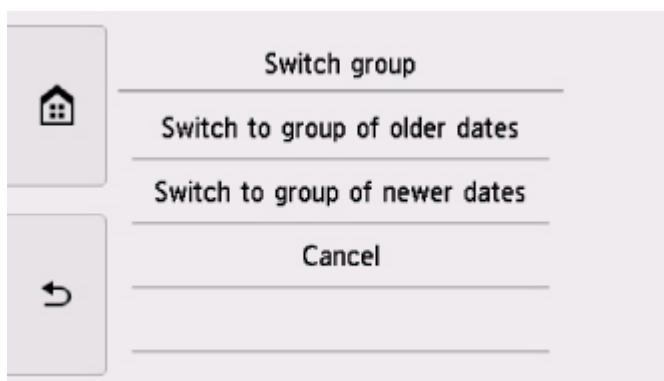 Switch group
Switch to group of older dates
Switch to group of newer dates
Cancel